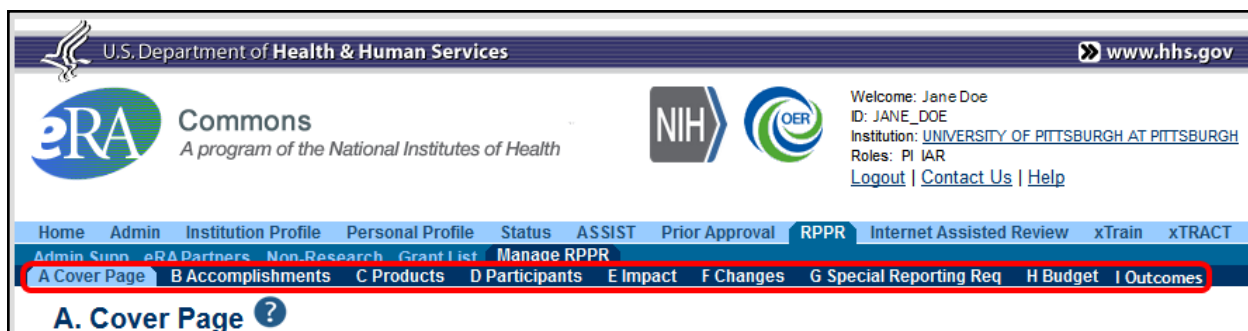 U.S. Department of Health & Human Services
www.hhs.gov
eRA
Commons
A program of the National Institutes of Health
NIH
OER
Welcome: Jane Doe
ID: JANE_DOE
Institution: UNIVERSITY OF PITTSBURGH AT PITTSBURGH
Roles: PI IAR
Logout | Contact Us | Help
Home Admin Institution Profile Personal Profile Status ASSIST Prior Approval RPPR Internet Assisted Review xTrain xTRACT
Admin Supp eRA Partners Non-Research Grant List Manage RPPR
A Cover Page B Accomplishments C Products D Participants E Impact F Changes G Special Reporting Req H Budget I Outcomes
A. Cover Page ?